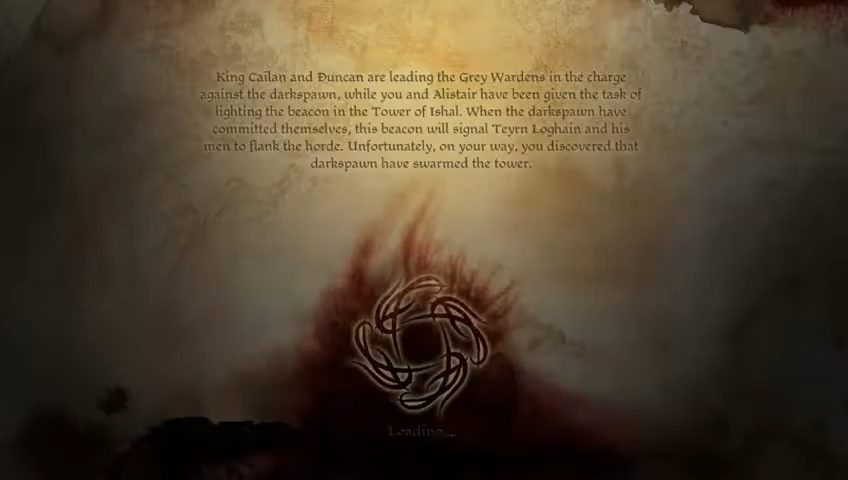 King Cailan and Duncan are leading the Grey Wardens in the charge
against the darkspawn, while you and Alistair have been given the task of
lighting the beacon in the Tower of Ishal. When the darkspawn have
committed themselves, this beacon will signal Teyrn Loghain and his
men to flank the horde. Unfortunately, on your way, you discovered that
darkspawn have swarmed the tower.
Loading...